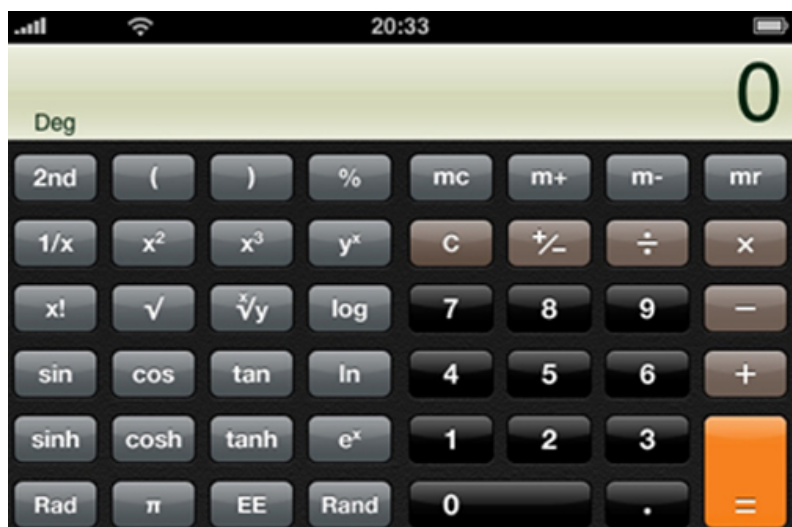 20:33
0
Deg
2nd ( ) % mc m+ m- mr
1/x x² x³ yˣ C +/− ÷ ×
x! √ ˣ√y log 7 8 9 −
sin cos tan ln 4 5 6 +
sinh cosh tanh eˣ 1 2 3
Rad π EE Rand 0 . =